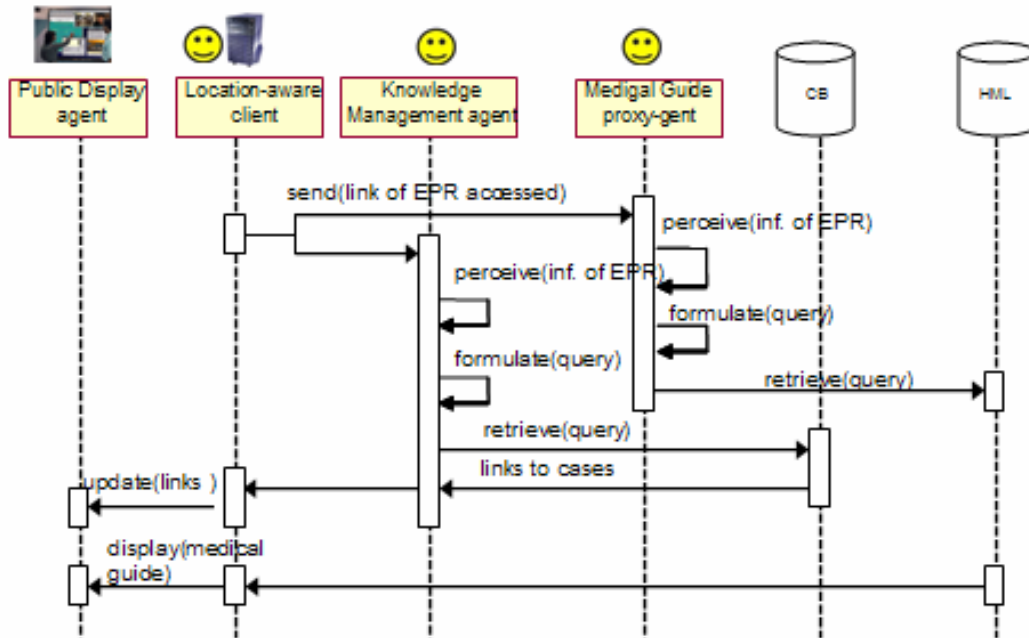 Public Display
agent
Location-aware
client
Knowledge
Management agent
Medigal Guide
proxy-gent
CB
HML
send(link of EPR accessed)
perceive(inf. of EPR)
perceive(inf. of EPR)
formulate(query)
formulate(query)
retrieve(query)
retrieve(query)
links to cases
update(links )
display(medical
guide)